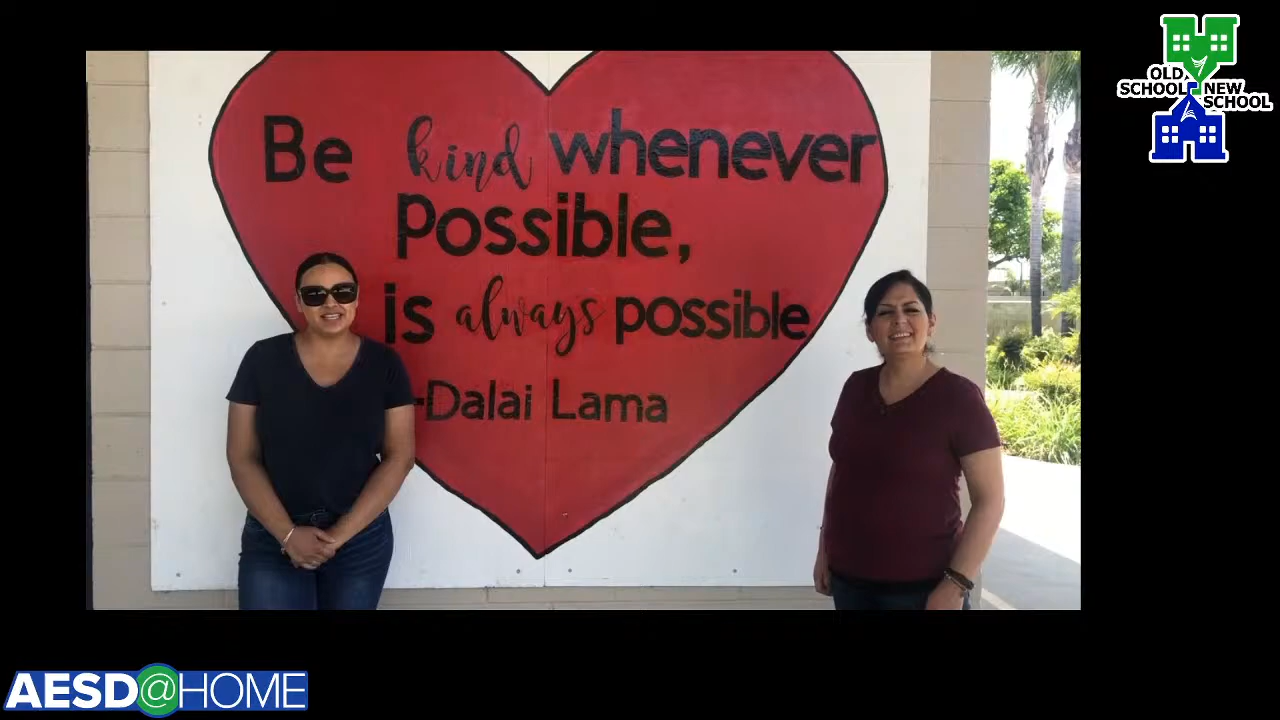 Be kind whenever
Possible,
is always possible
-Dalai Lama
OLD
SCHOOL NEW
SCHOOL
AESD@HOME